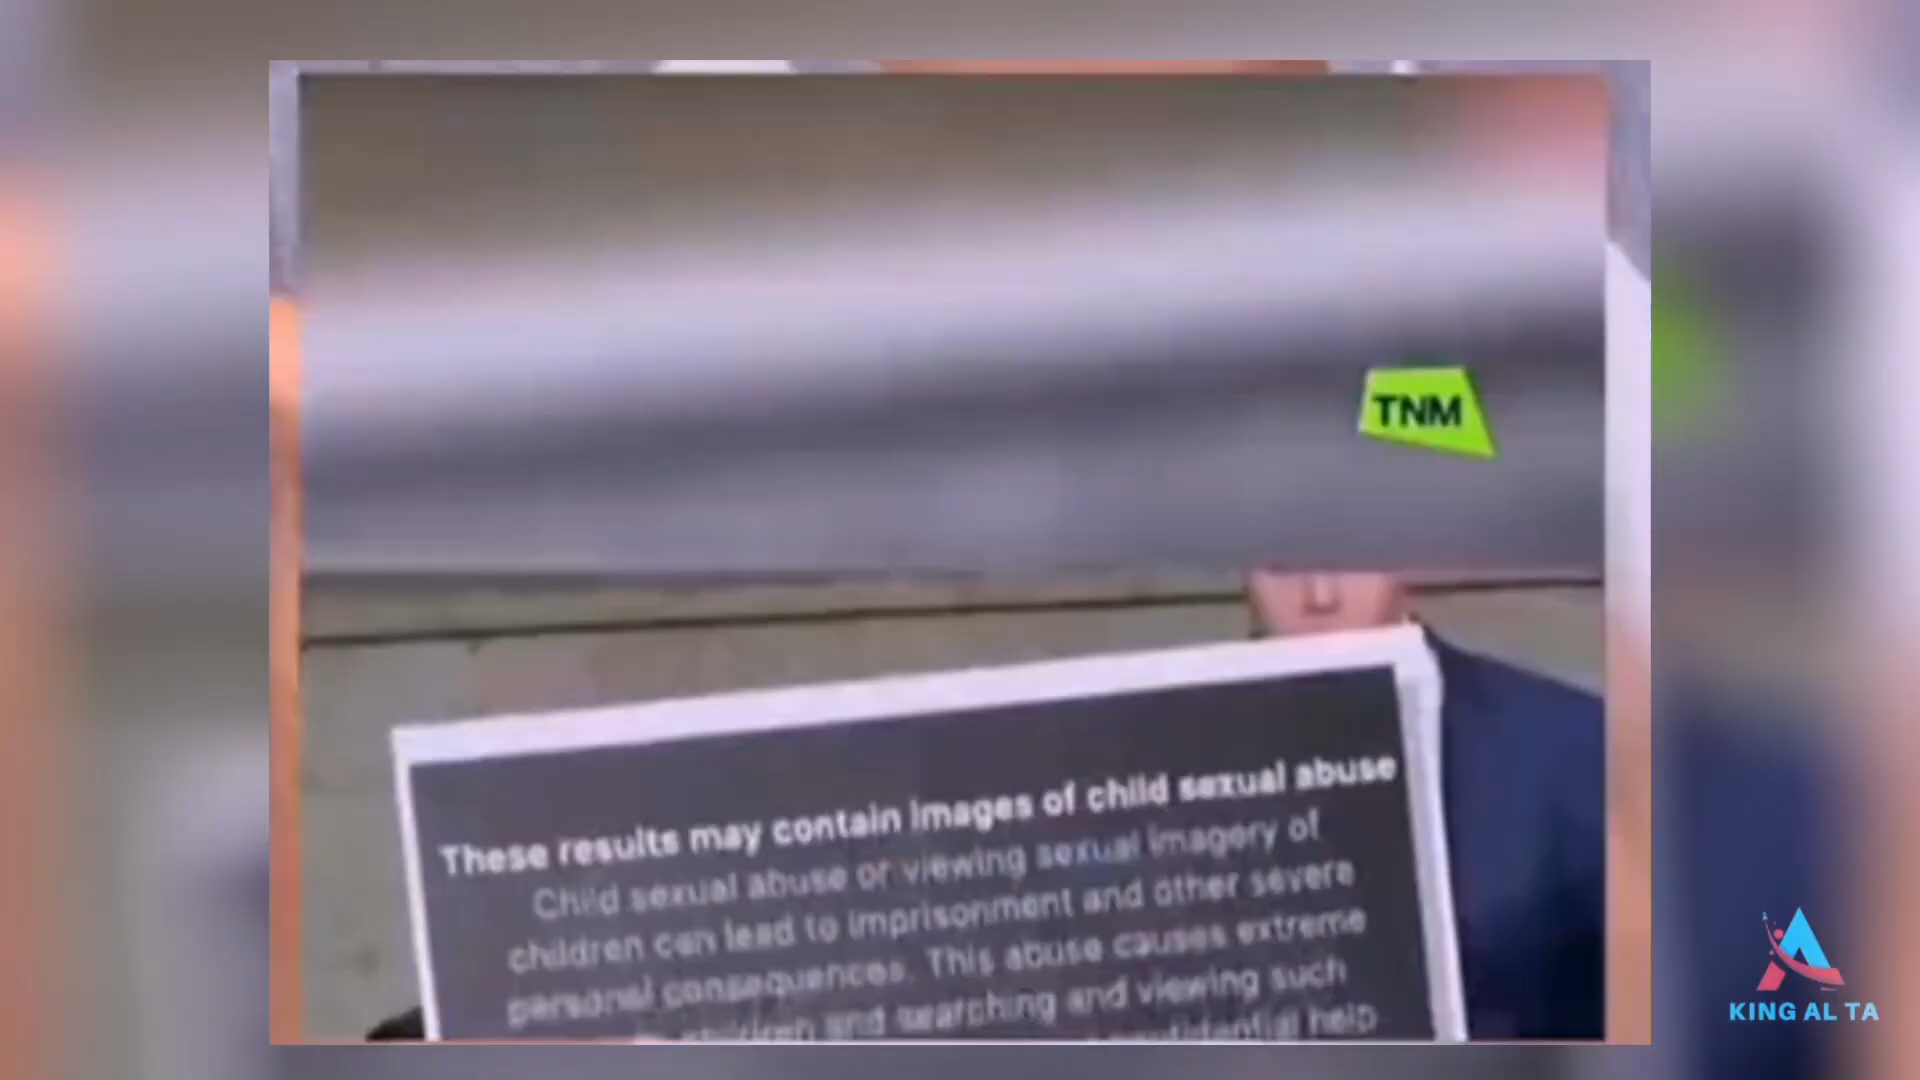 TNM
These results may contain images of child sexual abuse
Child sexual abuse or viewing sexual imagery of
children can lead to imprisonment and other severe
personal consequences. This abuse causes extreme
children and searching and viewing such
confidential help
KING AL TA